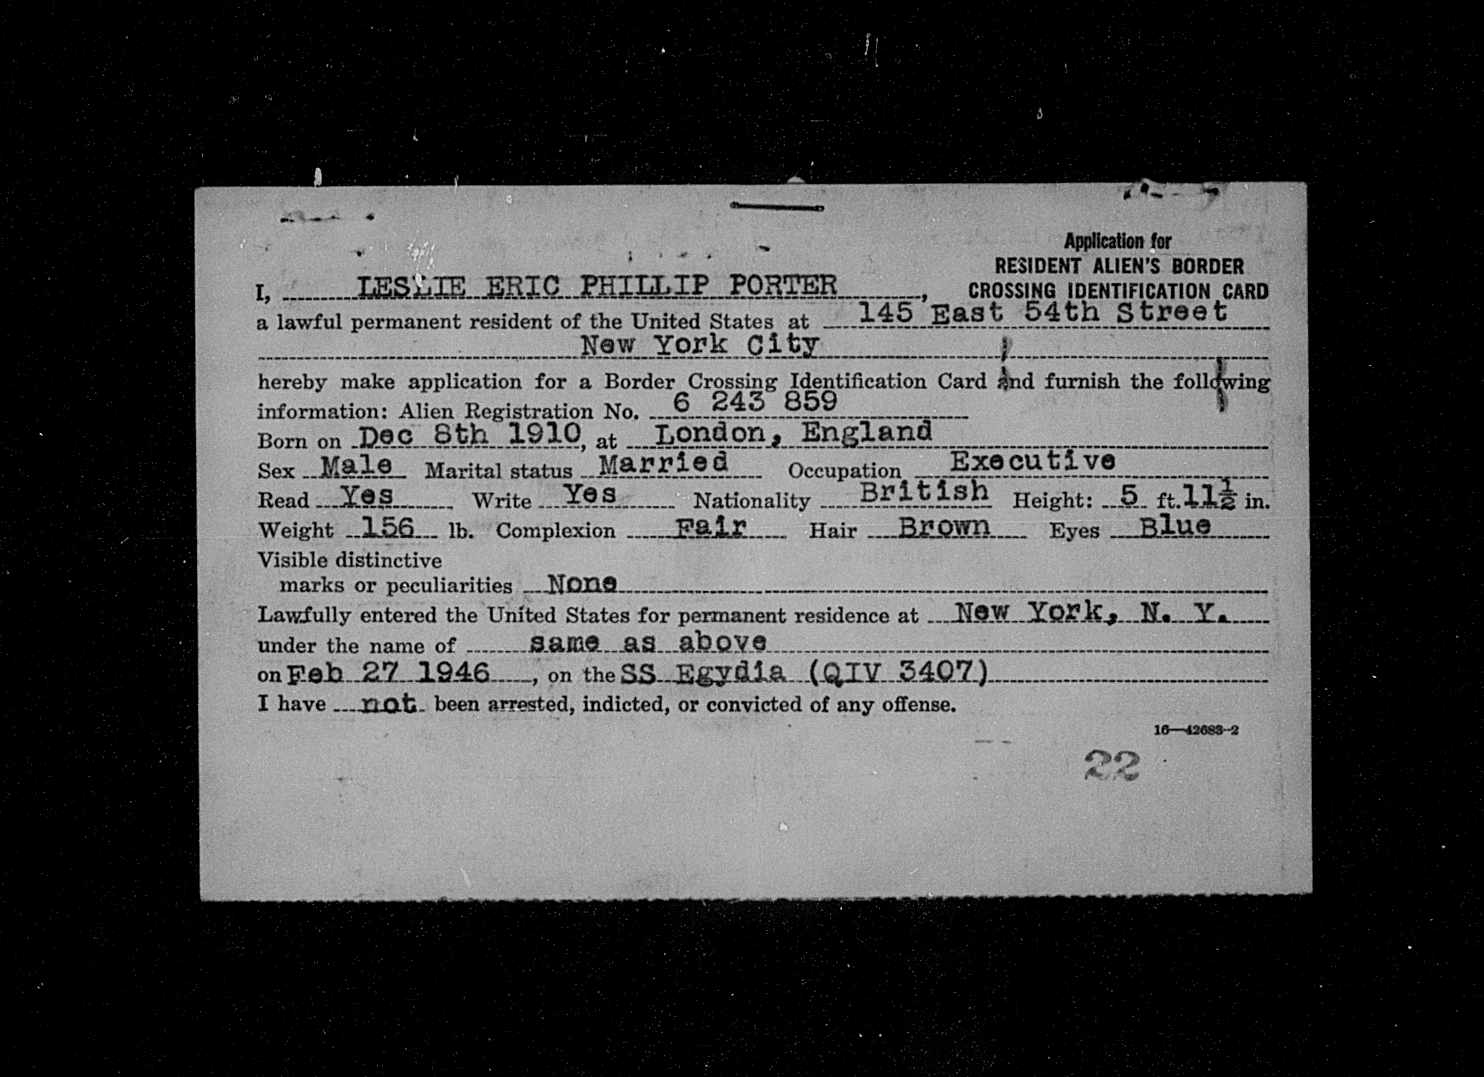 Application for
RESIDENT ALIEN'S BORDER
CROSSING IDENTIFICATION CARD
I, LESLIE ERIC PHILLIP PORTER,
a lawful permanent resident of the United States at 145 East 54th Street
New York City
hereby make application for a Border Crossing Identification Card and furnish the following
information: Alien Registration No. 6 243 859
Born on Dec 8th 1910, at London, England
Sex Male Marital status Married Occupation Executive
Read Yes Write Yes Nationality British Height: 5 ft. 11½ in.
Weight 156 lb. Complexion Fair Hair Brown Eyes Blue
Visible distinctive
marks or peculiarities None
Lawfully entered the United States for permanent residence at New York, N. Y.
under the name of same as above
on Feb 27 1946, on the SS Egydia (QIV 3407)
I have not been arrested, indicted, or convicted of any offense.
16—42683-2
22